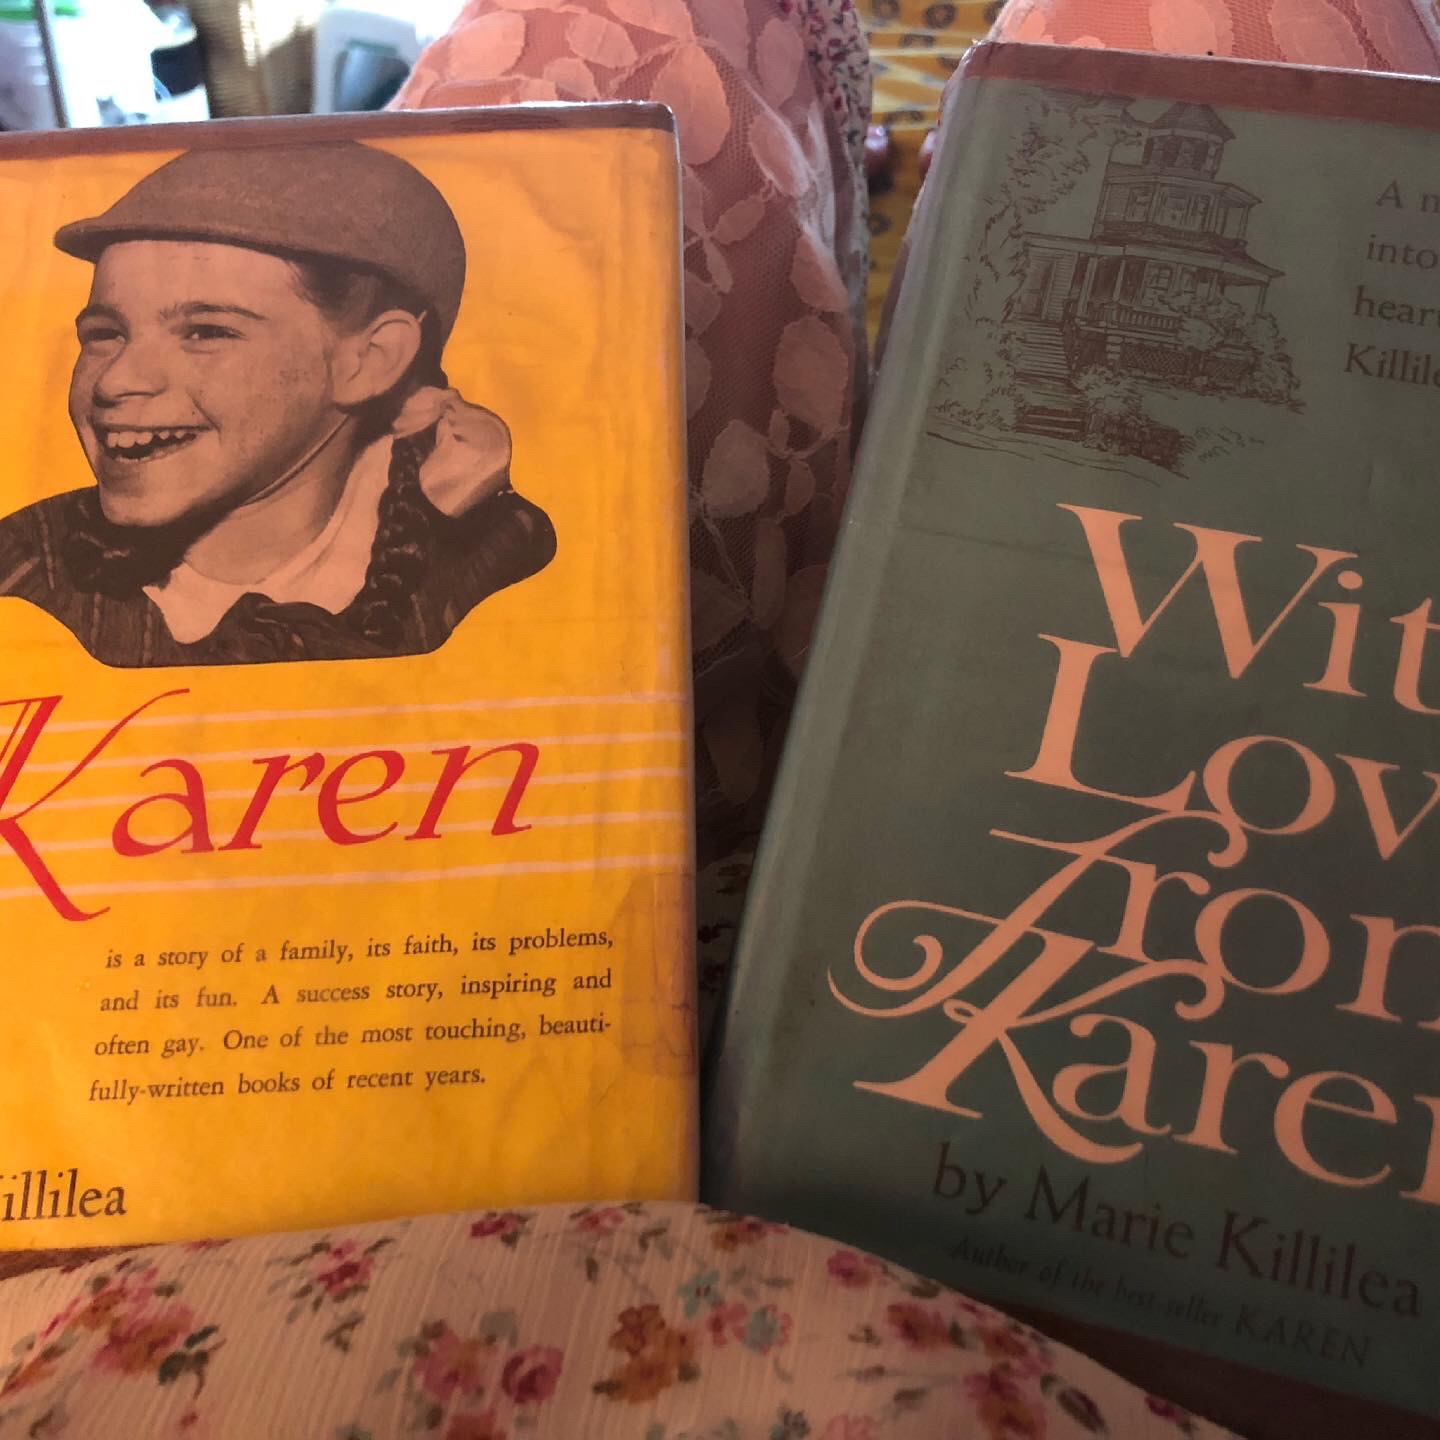 Karen
is a story of a family, its faith, its problems,
and its fun. A success story, inspiring and
often gay. One of the most touching, beauti-
fully-written books of recent years.
illilea
A n
into
hear
Killile
Wit
Lov
from
Karen
by Marie Killilea
Author of the best-seller KAREN